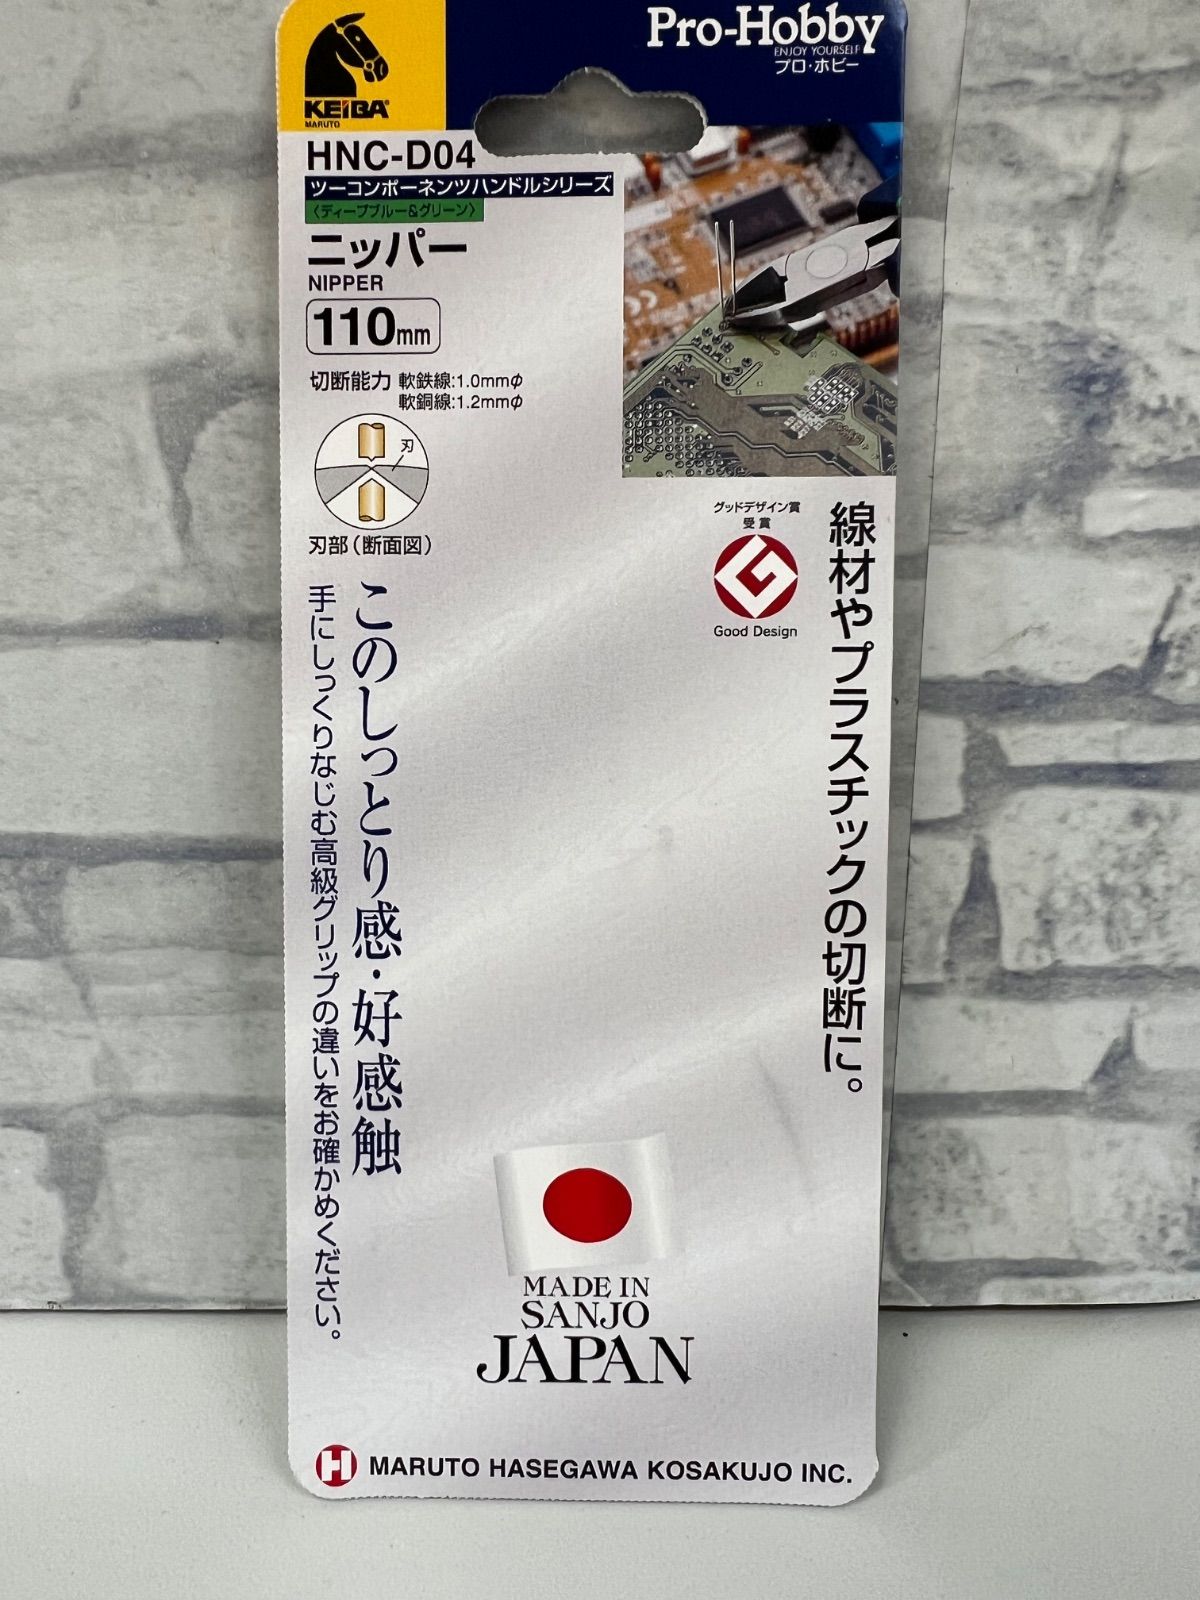 KEIBA
MARUTO
Pro-Hobby
ENJOY YOURSELF
プロ・ホビー
HNC-D04
ツーコンポーネンツハンドルシリーズ
〈ディープブルー&グリーン〉
ニッパー
NIPPER
110mm
切断能力 軟鉄線:1.0mmφ
軟銅線:1.2mmφ
刃
刃部(断面図)
グッドデザイン賞
受賞
Good Design
線材やプラスチックの切断に。
このしっとり感・好感触
手にしっくりなじむ高級グリップの違いをお確かめください。
MADE IN
SANJO
JAPAN
H MARUTO HASEGAWA KOSAKUJO INC.